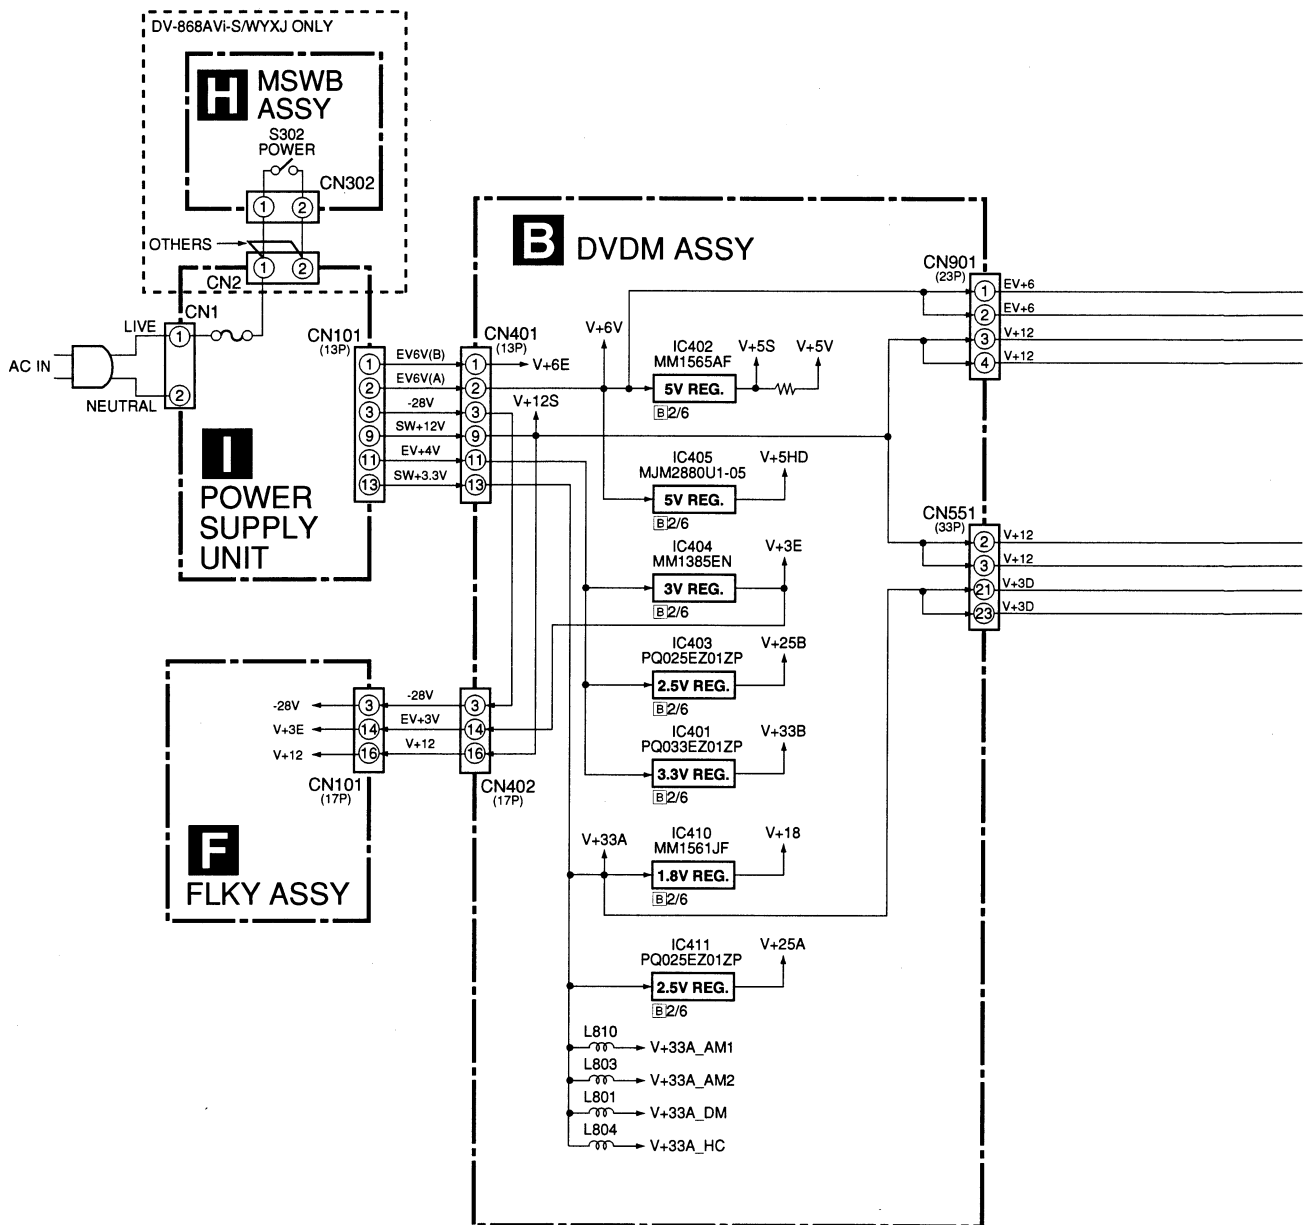 DV-868AVi-S/WYXJ ONLY
H
MSWB
ASSY
S302
POWER
CN302
1
2
OTHERS
1
2
CN2
CN1
LIVE
1
AC IN
NEUTRAL
2
I
POWER
SUPPLY
UNIT
CN101
(13P)
1
2
3
9
11
13
EV6V(B)
EV6V(A)
-28V
SW+12V
EV+4V
SW+3.3V
CN401
(13P)
1
2
3
9
11
13
B
DVDM ASSY
V+6E
V+12S
V+6V
IC402
MM1565AF
5V REG.
B 2/6
V+5S
V+5V
IC405
MJM2880U1-05
5V REG.
B 2/6
V+5HD
IC404
MM1385EN
3V REG.
B 2/6
V+3E
IC403
PQ025EZ01ZP
2.5V REG.
B 2/6
V+25B
IC401
PQ033EZ01ZP
3.3V REG.
B 2/6
V+33B
V+33A
IC410
MM1561JF
1.8V REG.
B 2/6
V+18
IC411
PQ025EZ01ZP
2.5V REG.
B 2/6
V+25A
L810
V+33A_AM1
L803
V+33A_AM2
L801
V+33A_DM
L804
V+33A_HC
CN901
(23P)
1
EV+6
2
EV+6
3
V+12
4
V+12
CN551
(33P)
2
V+12
3
V+12
21
V+3D
23
V+3D
-28V
3
-28V
3
V+3E
14
EV+3V
14
V+12
16
V+12
16
CN101
(17P)
CN402
(17P)
F
FLKY ASSY